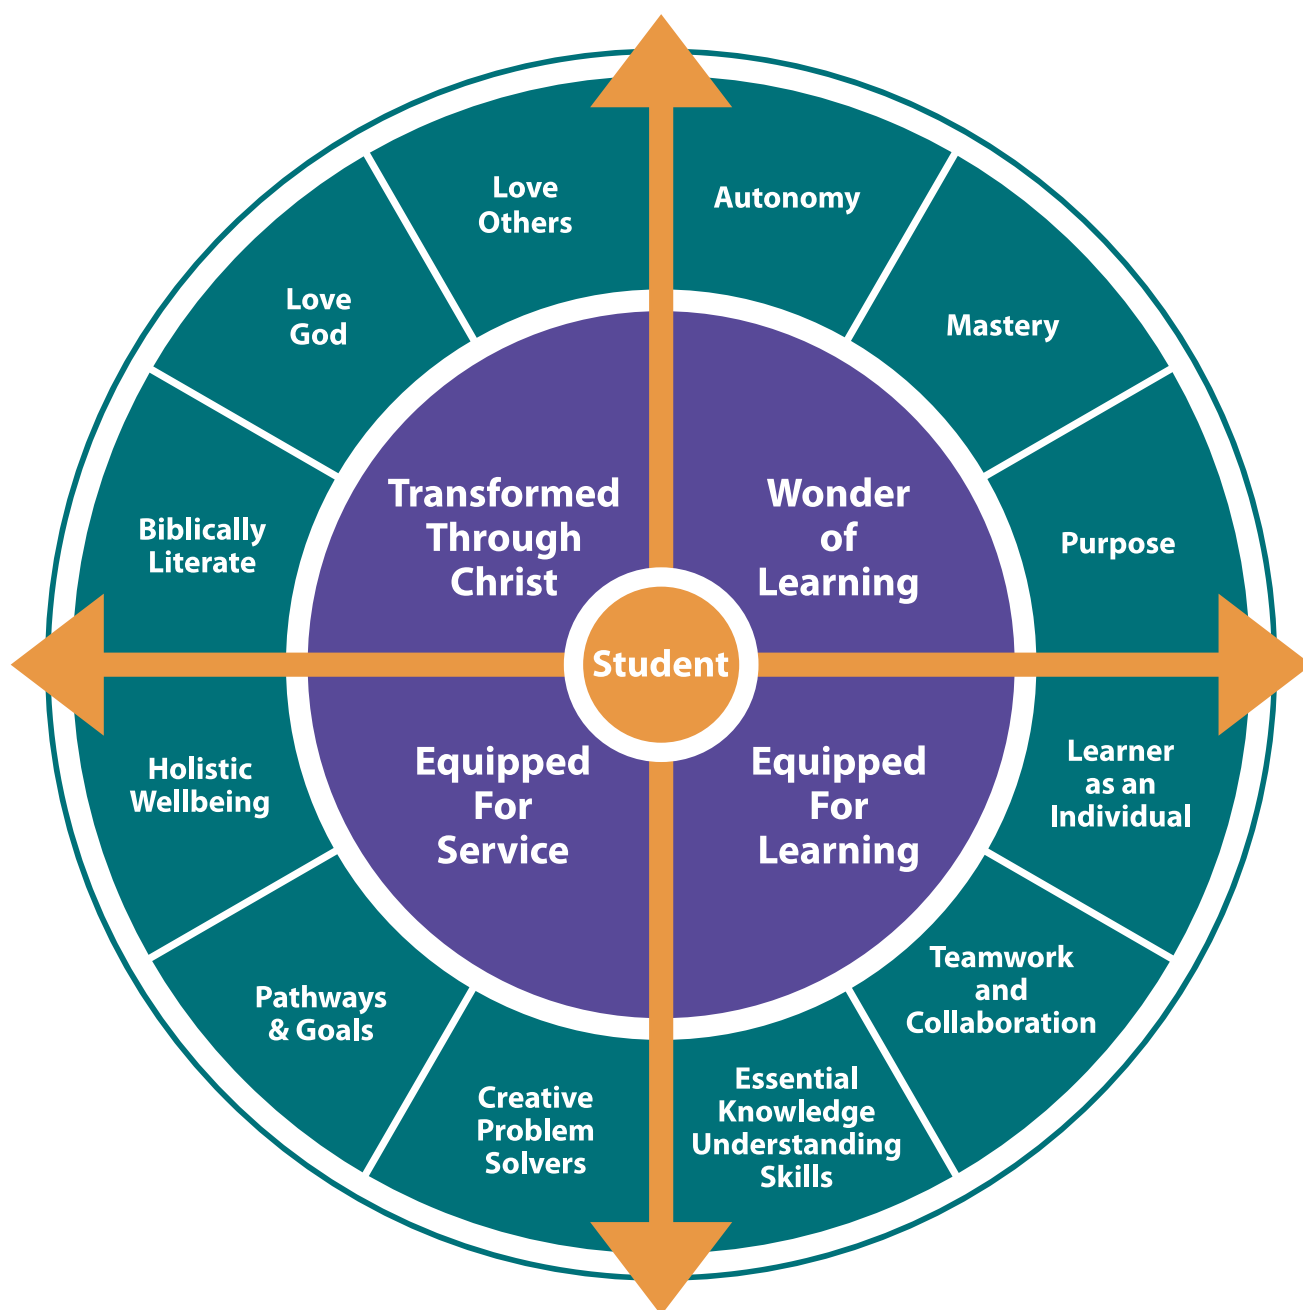 Love
Others
Autonomy
Love
God
Mastery
Biblically
Literate
Transformed
Through
Christ
Wonder
of
Learning
Purpose
Student
Holistic
Wellbeing
Equipped
For
Service
Equipped
For
Learning
Learner
as an
Individual
Pathways
& Goals
Teamwork
and
Collaboration
Creative
Problem
Solvers
Essential
Knowledge
Understanding
Skills